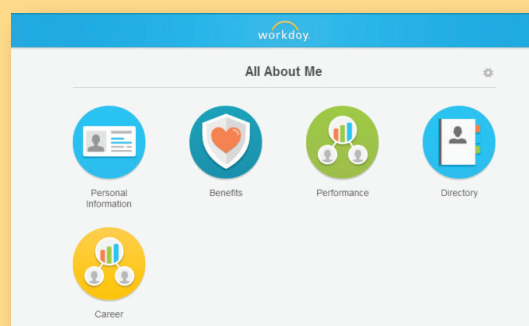 workday
All About Me
Personal
Information
Benefits
Performance
Directory
Career